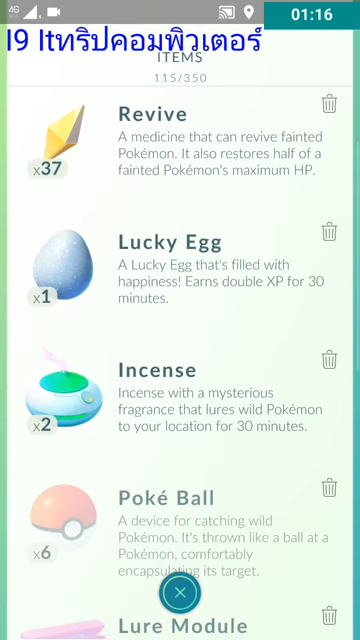 4G
01:16
I9 Itทริปคอมพิวเตอร์
ITEMS
115/350
Revive
A medicine that can revive fainted
Pokémon. It also restores half of a
fainted Pokémon's maximum HP.
x37
Lucky Egg
A Lucky Egg that's filled with
happiness! Earns double XP for 30
minutes.
x1
Incense
Incense with a mysterious
fragrance that lures wild Pokémon
to your location for 30 minutes.
x2
Poké Ball
A device for catching wild
Pokémon. It's thrown like a ball at a
Pokémon, comfortably
encapsulating its target.
x6
Lure Module